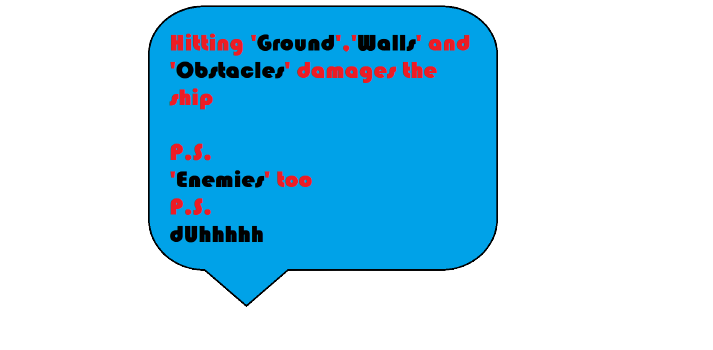 Hitting 'Ground','Walls' and
'Obstacles' damages the
ship
P.S.
'Enemies' too
P.S.
dUhhhhh